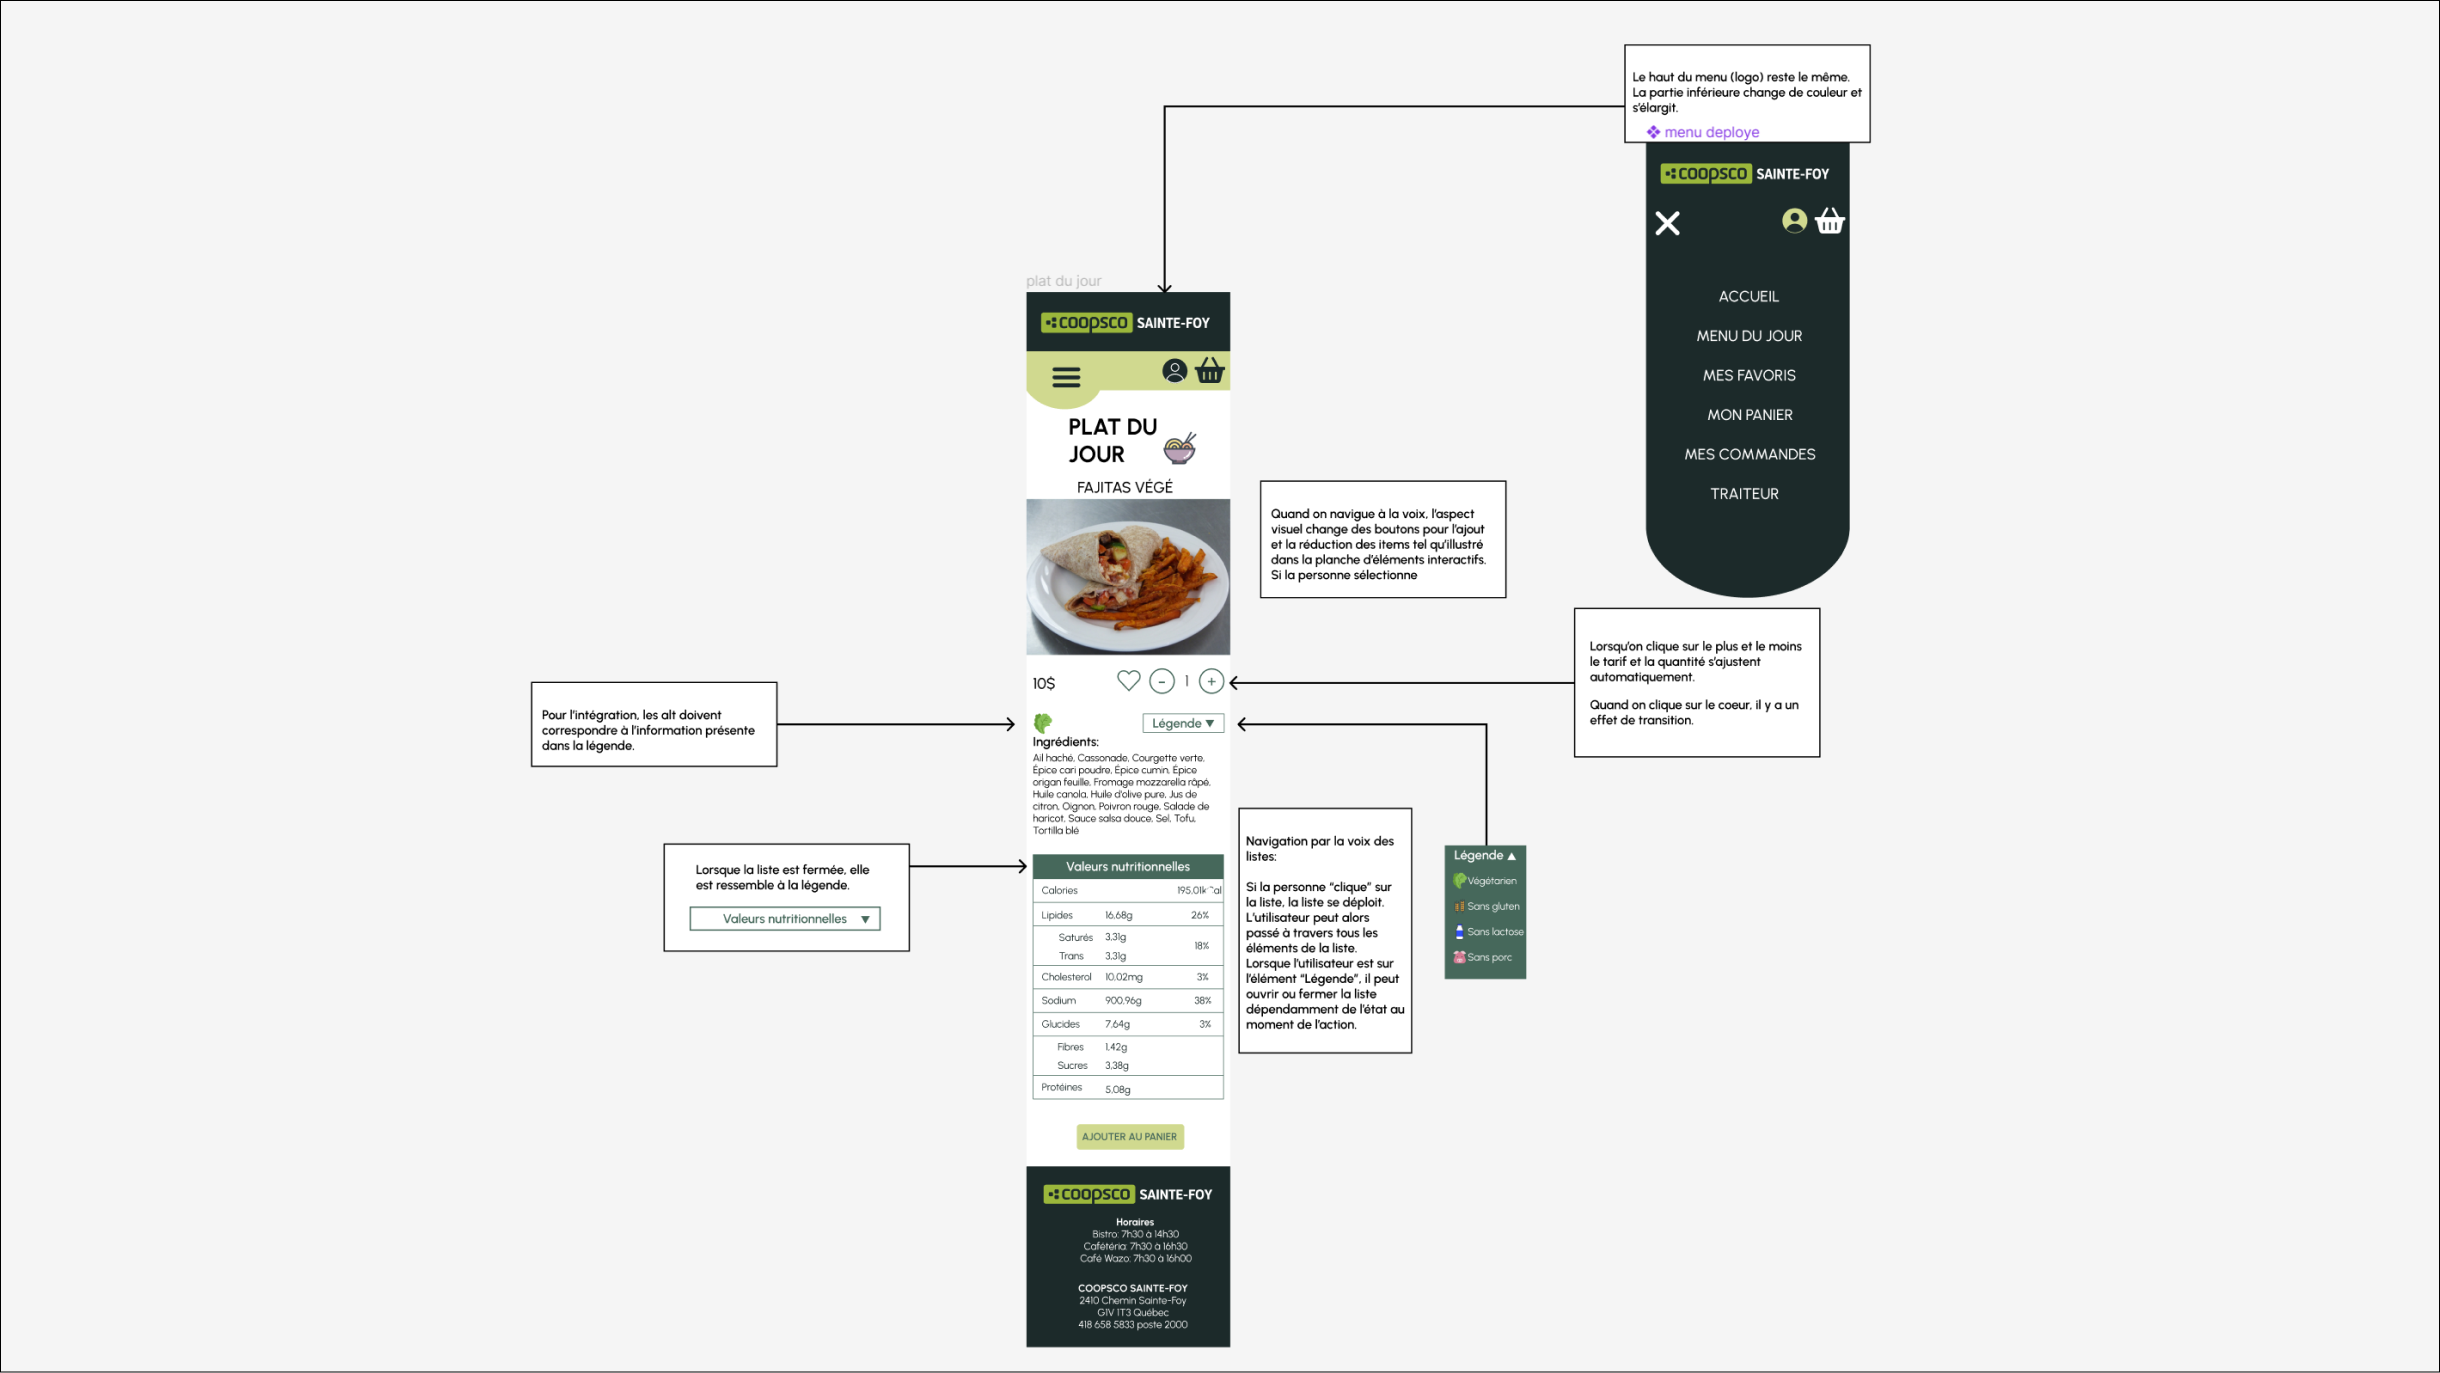 Le haut du menu (logo) reste le même.
La partie inférieure change de couleur et
s'élargit.
menu deploye
coopsco SAINTE-FOY
ACCUEIL
MENU DU JOUR
MES FAVORIS
MON PANIER
MES COMMANDES
TRAITEUR
plat du jour
coopsco SAINTE-FOY
PLAT DU
JOUR
FAJITAS VÉGÉ
Quand on navigue à la voix, l'aspect
visuel change des boutons pour l'ajout
et la réduction des items tel qu'illustré
dans la planche d'éléments interactifs.
Si la personne sélectionne
Lorsqu'on clique sur le plus et le moins
le tarif et la quantité s'ajustent
automatiquement.
Quand on clique sur le coeur, il y a un
effet de transition.
10$ - 1 +
Pour l'intégration, les alt doivent
correspondre à l'information présente
dans la légende.
Légende ▼
Ingrédients:
Ail haché, Cassonade, Courgette verte,
Épice cari poudre, Épice cumin, Épice
origan feuille, Fromage mozzarella râpé,
Huile canola, Huile d'olive pure, Jus de
citron, Oignon, Poivron rouge, Salade de
haricot, Sauce salsa douce, Sel, Tofu,
Tortilla blé
Lorsque la liste est fermée, elle
est ressemble à la légende.
Valeurs nutritionnelles ▼
Valeurs nutritionnelles
Calories
Lipides 16,68g 26%
Saturés 3,31g
18%
Trans 3,31g
Cholesterol 10,02mg 3%
Sodium 900,96g 38%
Glucides 7,64g 3%
Fibres 1,42g
Sucres 3,38g
Protéines 5,08g
Navigation par la voix des
listes:
Si la personne “clique” sur
la liste, la liste se déploit.
L'utilisateur peut alors
passé à travers tous les
éléments de la liste.
Lorsque l'utilisateur est sur
l'élément “Légende”, il peut
ouvrir ou fermer la liste
dépendamment de l'état au
moment de l'action.
Légende ▲
Végétarien
Sans gluten
Sans lactose
Sans porc
AJOUTER AU PANIER
coopsco SAINTE-FOY
Horaires
Bistro: 7h30 à 14h30
Cafétéria: 7h30 à 16h30
Café Wazo: 7h30 à 16h00
COOPSCO SAINTE-FOY
2410 Chemin Sainte-Foy
G1V 1T3 Québec
418 658 5833 poste 2000